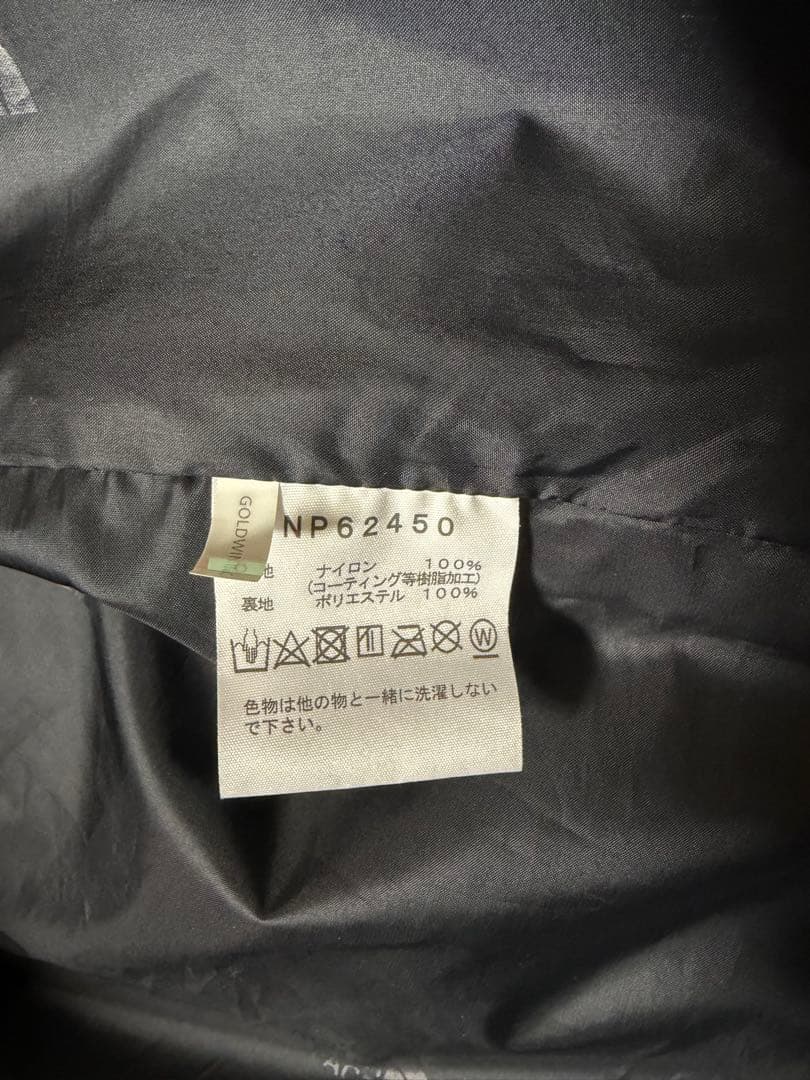 GOLDWIN
NP62450
地 ナイロン 100%
(コーティング等樹脂加工)
裏地 ポリエステル 100%
W
色物は他の物と一緒に洗濯しない
で下さい。